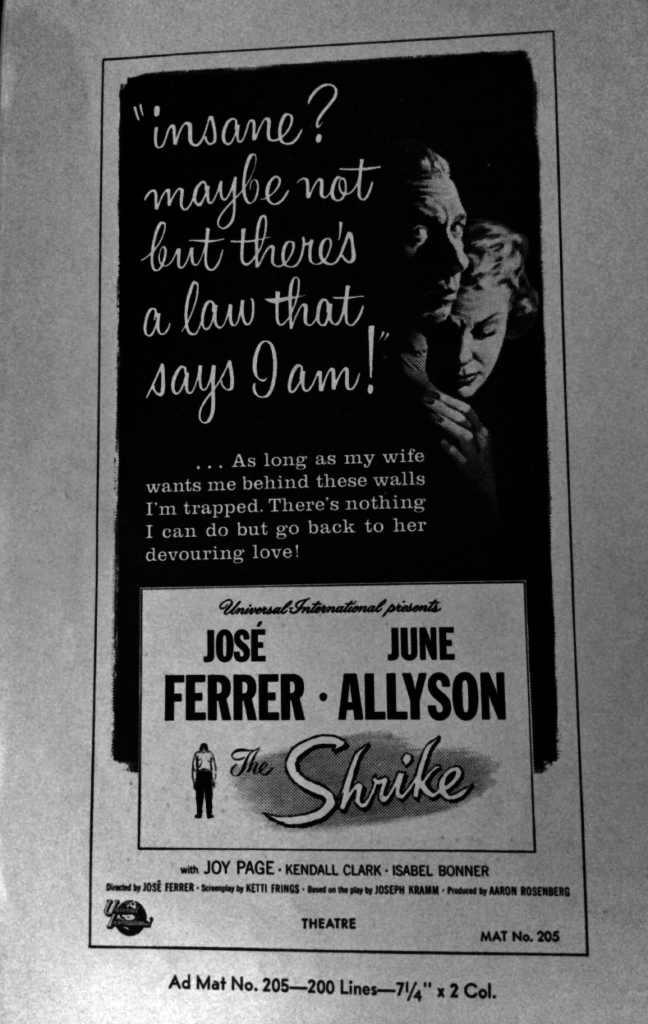 "insane?
maybe not
but there's
a law that
says I am!"
... As long as my wife
wants me behind these walls
I'm trapped. There's nothing
I can do but go back to her
devouring love!
Universal-International presents
JOSÉ JUNE
FERRER · ALLYSON
The Shrike
with JOY PAGE · KENDALL CLARK · ISABEL BONNER
Directed by JOSÉ FERRER · Screenplay by KETTI FRINGS · Based on the play by JOSEPH KRAMM · Produced by AARON ROSENBERG
Universal International
THEATRE
MAT No. 205
Ad Mat No. 205—200 Lines—7¼" x 2 Col.